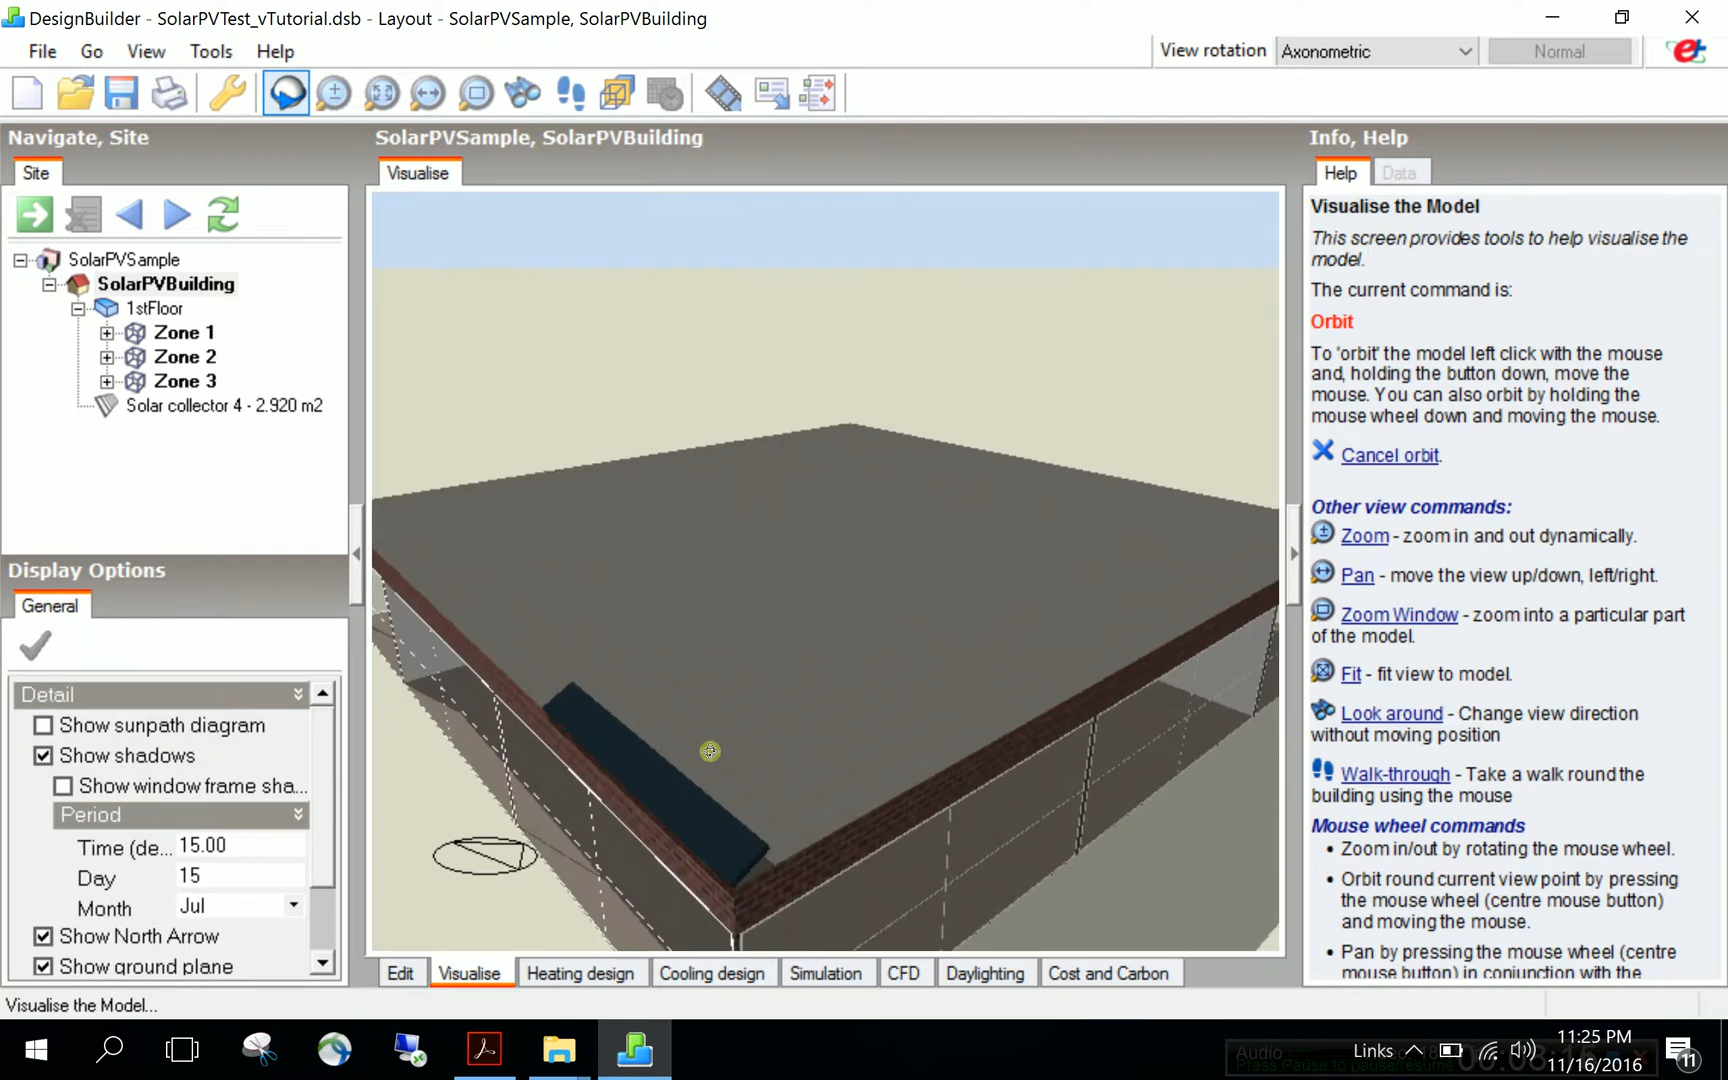 DesignBuilder - SolarPVTest_vTutorial.dsb - Layout - SolarPVSample, SolarPVBuilding
File Go View Tools Help
View rotation Axonometric Normal
Navigate, Site
Site
SolarPVSample
SolarPVBuilding
1stFloor
Zone 1
Zone 2
Zone 3
Solar collector 4 - 2.920 m2
Display Options
General
Detail
Show sunpath diagram
Show shadows
Show window frame sha...
Period
Time (de... 15.00
Day 15
Month Jul
Show North Arrow
Show ground plane
SolarPVSample, SolarPVBuilding
Visualise
Edit Visualise Heating design Cooling design Simulation CFD Daylighting Cost and Carbon
Info, Help
Help Data
Visualise the Model
This screen provides tools to help visualise the
model.
The current command is:
Orbit
To 'orbit' the model left click with the mouse
and, holding the button down, move the
mouse. You can also orbit by holding the
mouse wheel down and moving the mouse.
Cancel orbit.
Other view commands:
Zoom - zoom in and out dynamically.
Pan - move the view up/down, left/right.
Zoom Window - zoom into a particular part
of the model.
Fit - fit view to model.
Look around - Change view direction
without moving position
Walk-through - Take a walk round the
building using the mouse
Mouse wheel commands
• Zoom in/out by rotating the mouse wheel.
• Orbit round current view point by pressing
the mouse wheel (centre mouse button)
and moving the mouse.
• Pan by pressing the mouse wheel (centre
mouse button) in conjunction with the
Visualise the Model...
Audio
Press Pause to pause/resume
Links
11:25 PM
11/16/2016
11